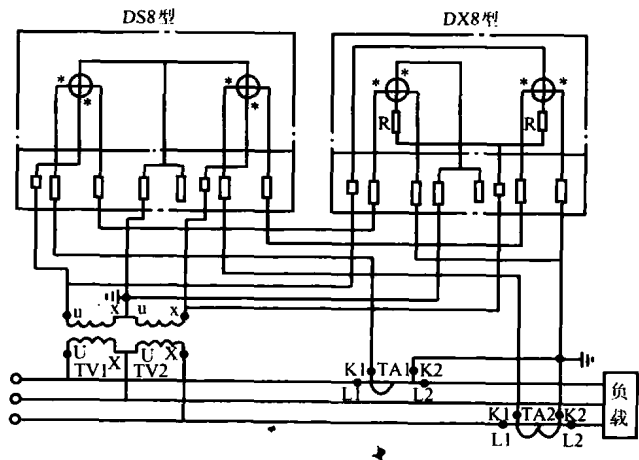 DS8型
DX8型
* * * *
* * * *
R R
u x u x
U X U X
TV1 TV2
K1 TA1 K2
L1 L2
K1 TA2 K2
L1 L2
负载